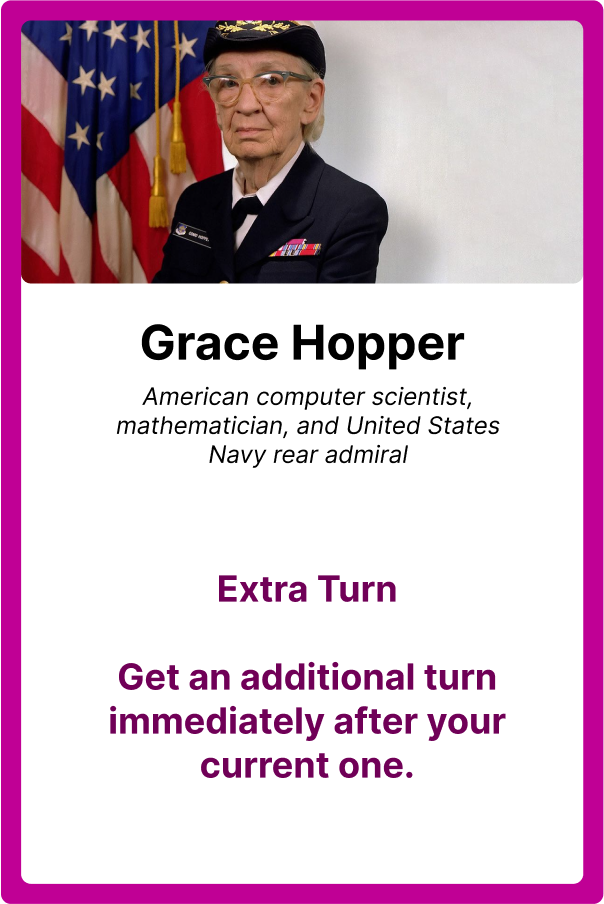 Grace Hopper
American computer scientist,
mathematician, and United States
Navy rear admiral
Extra Turn
Get an additional turn
immediately after your
current one.